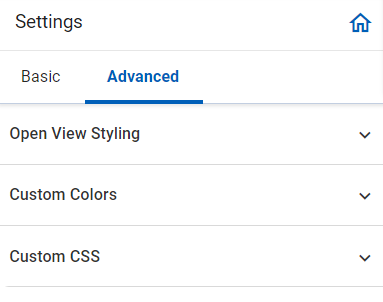 Settings
Basic Advanced
Open View Styling
Custom Colors
Custom CSS